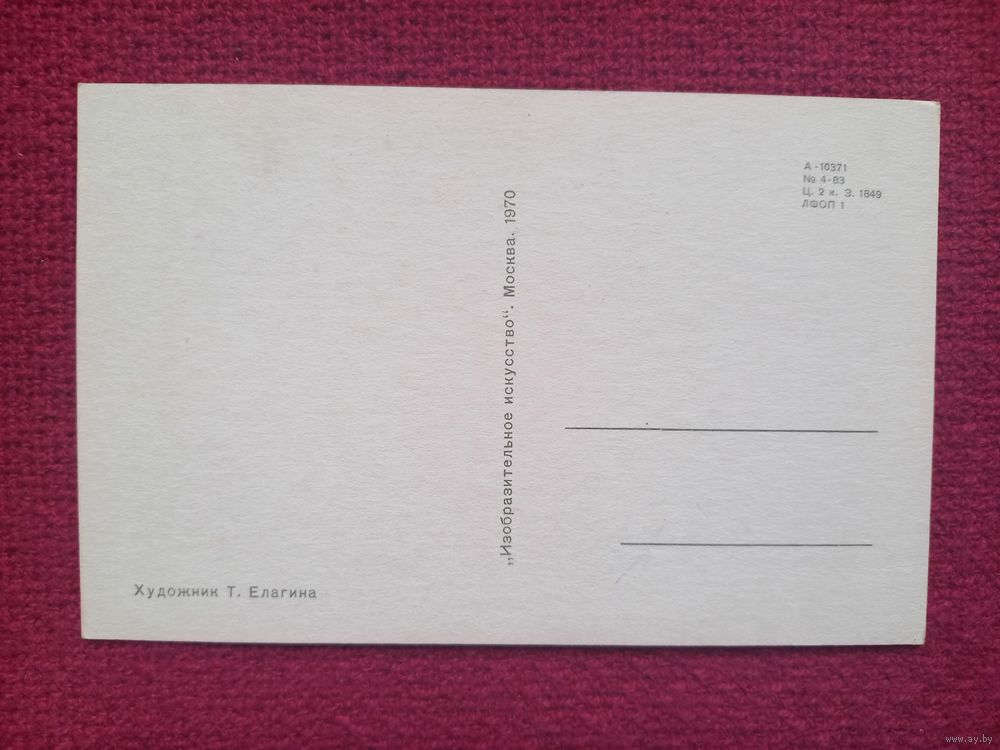 А-10371
№ 4-83
Ц. 2 к. З. 1849
ЛФОП 1
„Изобразительное искусство“. Москва. 1970
Художник Т. Елагина
www.ay.by